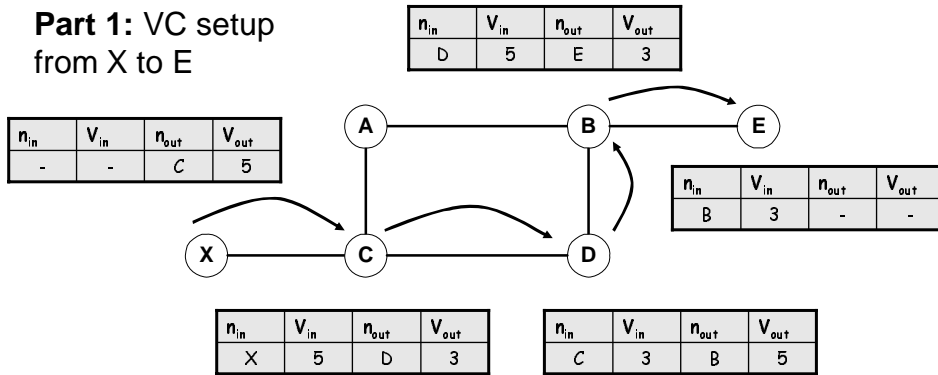 Part 1: VC setup
from X to E
n_in V_in n_out V_out
D 5 E 3
n_in V_in n_out V_out
- - C 5
A B E
n_in V_in n_out V_out
B 3 - -
X C D
n_in V_in n_out V_out
X 5 D 3
n_in V_in n_out V_out
C 3 B 5